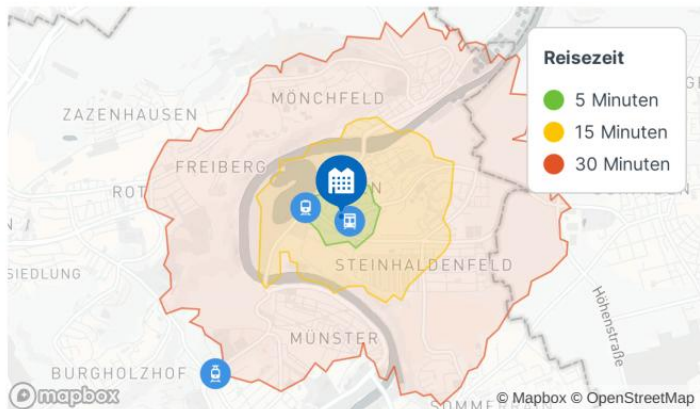 Reisezeit
5 Minuten
15 Minuten
30 Minuten
MÖNCHFELD
ZAZENHAUSEN
FREIBERG
ROT
STEINHALDENFELD
SIEDLUNG
Höhenstraße
MÜNSTER
BURGHOLZHOF
mapbox
© Mapbox © OpenStreetMap